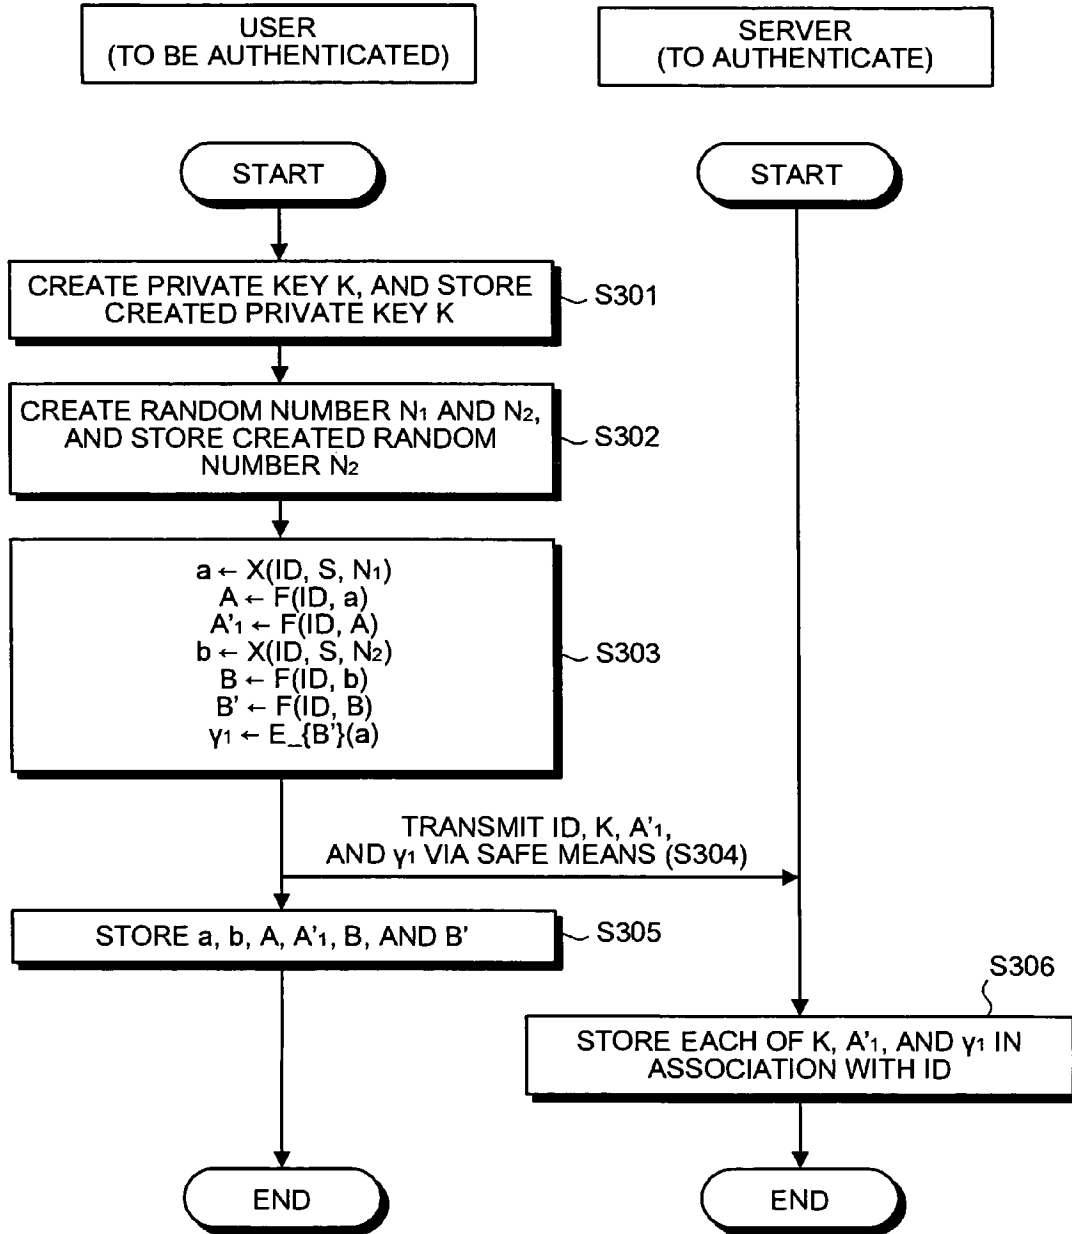 USER
(TO BE AUTHENTICATED)
SERVER
(TO AUTHENTICATE)
START
START
CREATE PRIVATE KEY K, AND STORE
CREATED PRIVATE KEY K
S301
CREATE RANDOM NUMBER N₁ AND N₂,
AND STORE CREATED RANDOM
NUMBER N₂
S302
a ← X(ID, S, N₁)
A ← F(ID, a)
A'₁ ← F(ID, A)
b ← X(ID, S, N₂)
B ← F(ID, b)
B' ← F(ID, B)
γ₁ ← E_{B'}(a)
S303
TRANSMIT ID, K, A'₁,
AND γ₁ VIA SAFE MEANS (S304)
STORE a, b, A, A'₁, B, AND B'
S305
S306
STORE EACH OF K, A'₁, AND γ₁ IN
ASSOCIATION WITH ID
END
END